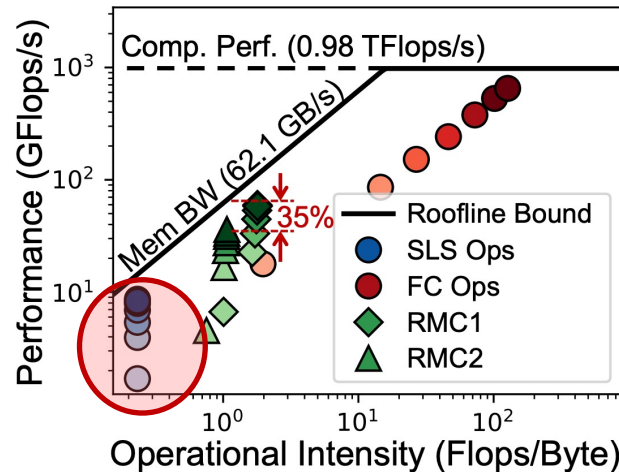 Performance (GFlops/s)
10³
10²
10¹
Comp. Perf. (0.98 TFlops/s)
Mem BW (62.1 GB/s)
35%
Roofline Bound
SLS Ops
FC Ops
RMC1
RMC2
10⁰ 10¹ 10²
Operational Intensity (Flops/Byte)